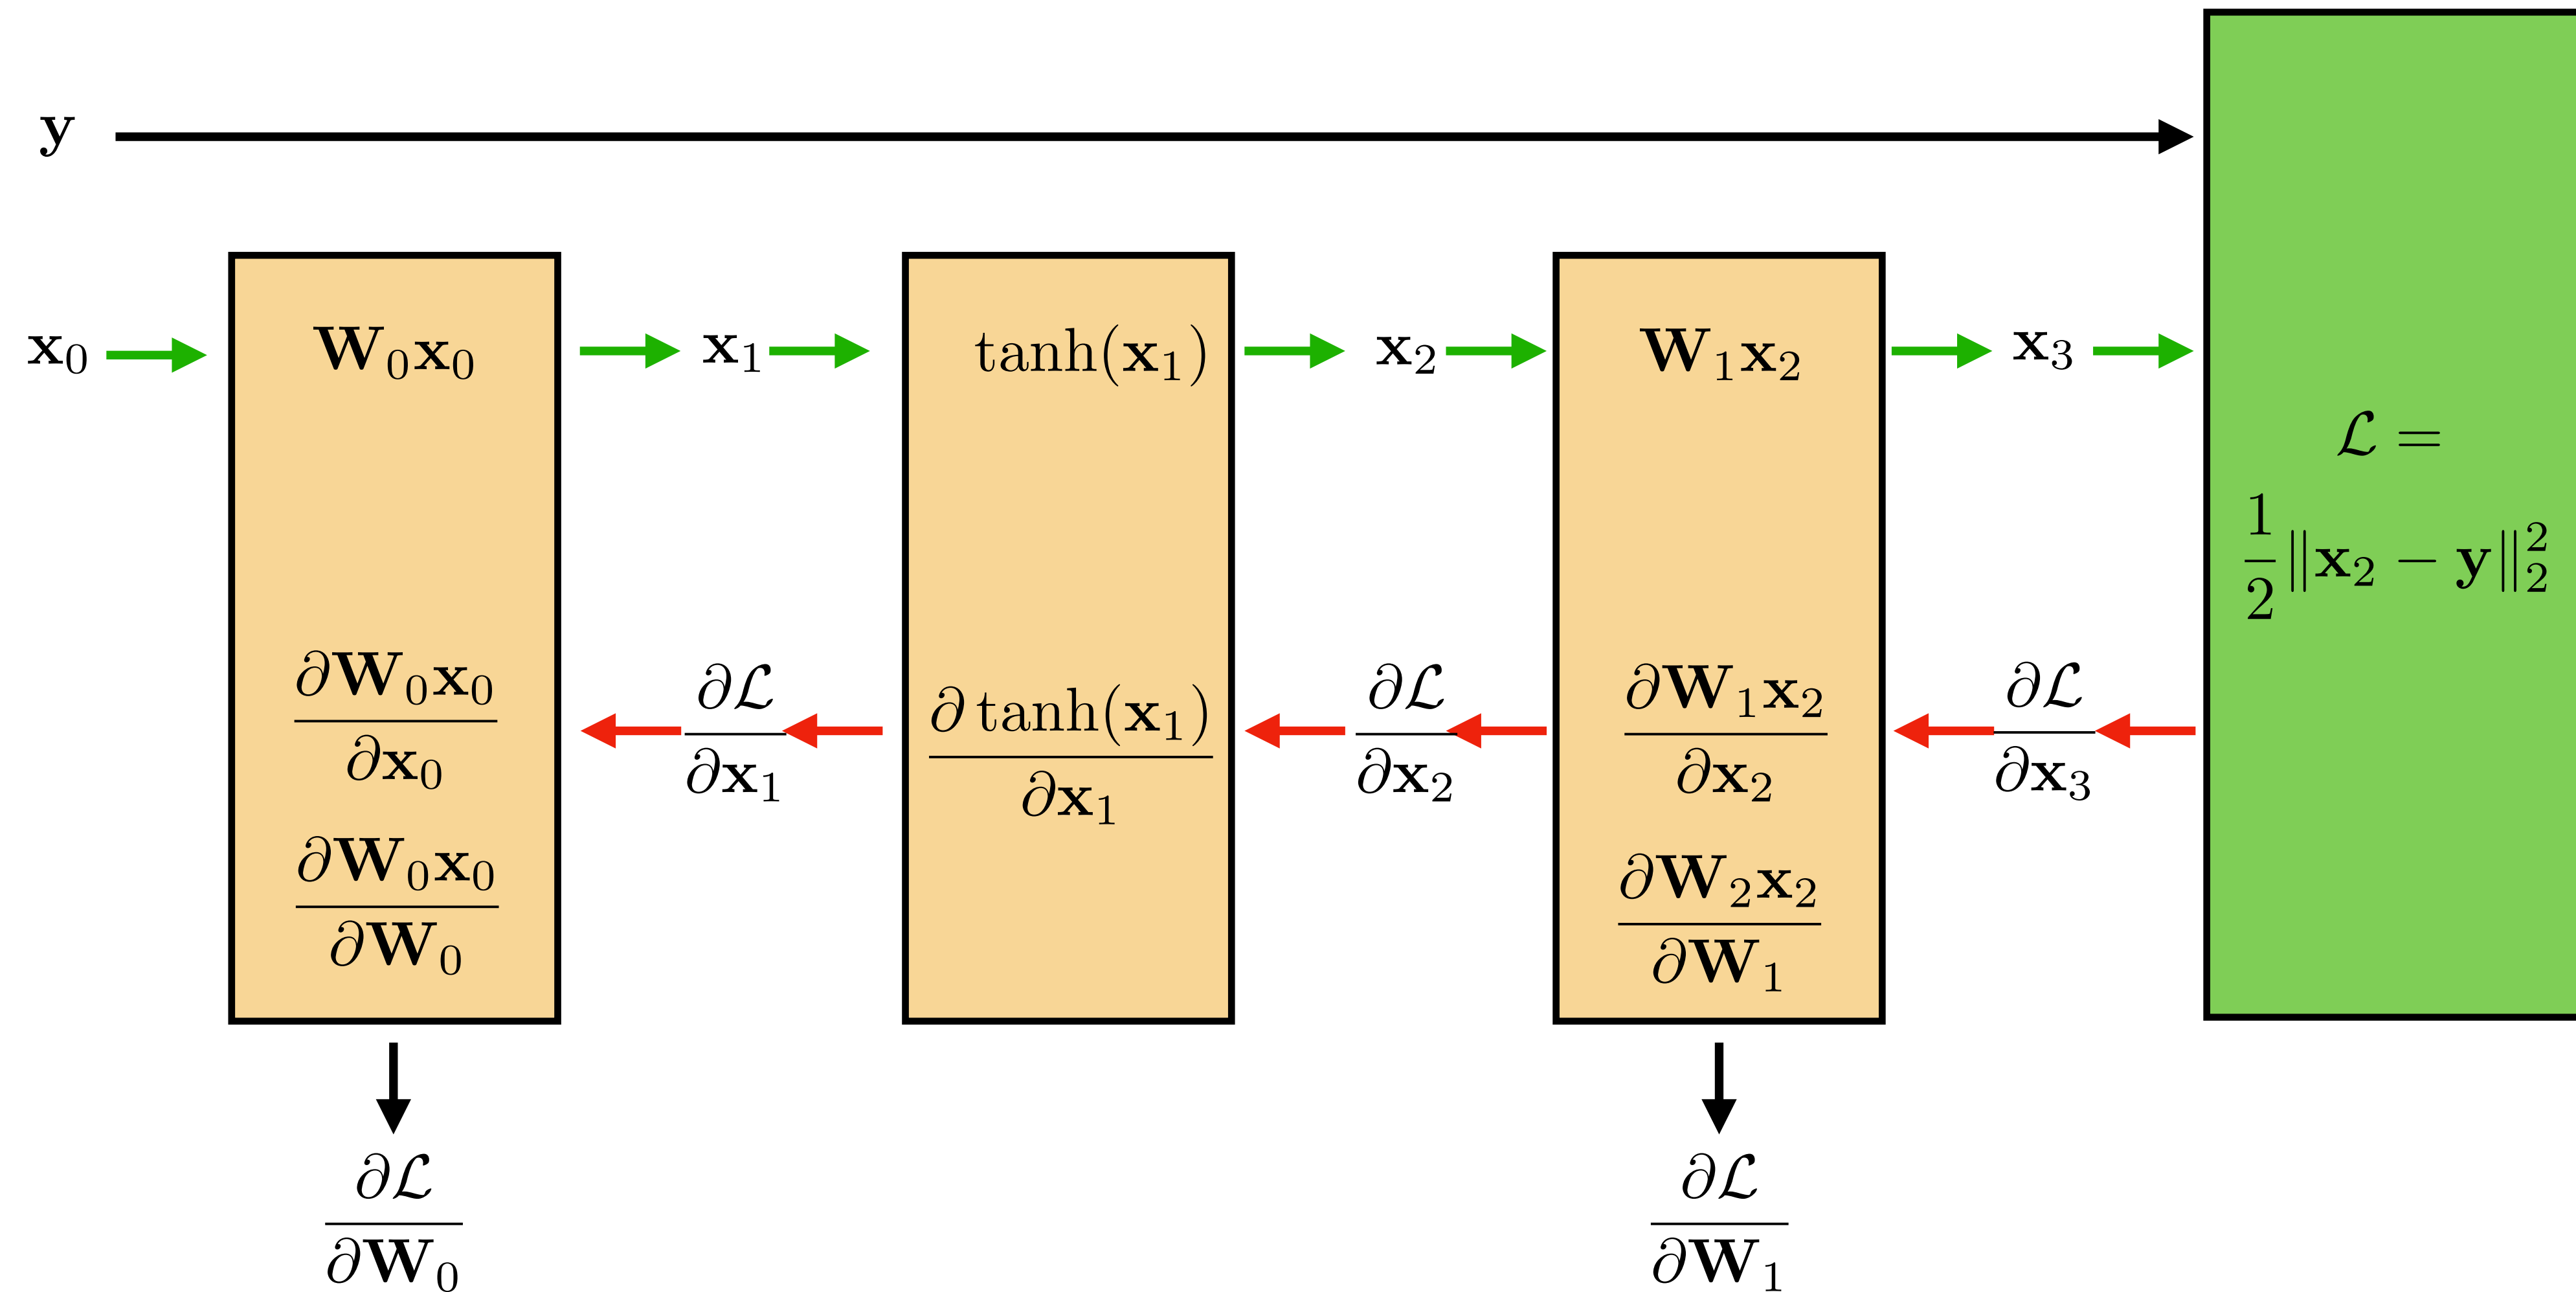 𝐲
𝐱₀
𝐖₀𝐱₀
𝐱₁
tanh(𝐱₁)
𝐱₂
𝐖₁𝐱₂
𝐱₃
ℒ =
1/2 ‖𝐱₂ − 𝐲‖₂²
∂𝐖₀𝐱₀/∂𝐱₀
∂𝐖₀𝐱₀/∂𝐖₀
∂ℒ/∂𝐱₁
∂ tanh(𝐱₁)/∂𝐱₁
∂ℒ/∂𝐱₂
∂𝐖₁𝐱₂/∂𝐱₂
∂𝐖₂𝐱₂/∂𝐖₁
∂ℒ/∂𝐱₃
∂ℒ/∂𝐖₀
∂ℒ/∂𝐖₁